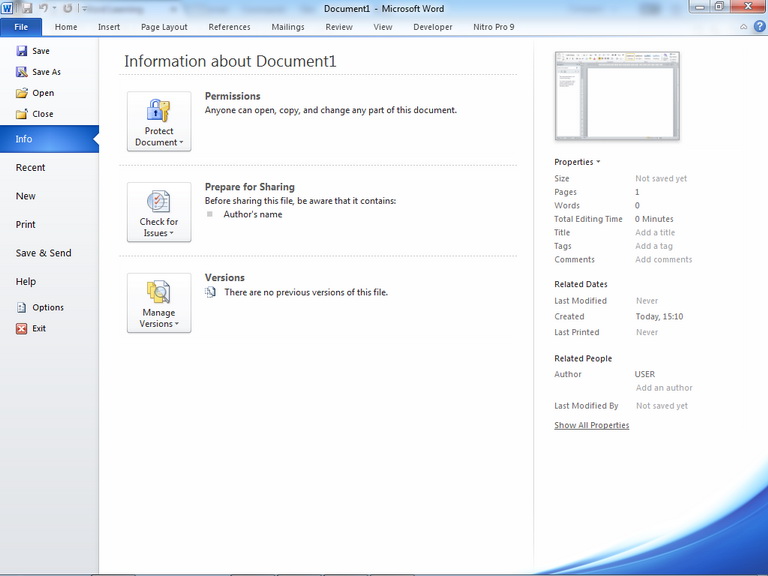 Document1 - Microsoft Word
File Home Insert Page Layout References Mailings Review View Developer Nitro Pro 9
Save
Save As
Open
Close
Info
Recent
New
Print
Save & Send
Help
Options
Exit
Information about Document1
Protect
Document
Permissions
Anyone can open, copy, and change any part of this document.
Check for
Issues
Prepare for Sharing
Before sharing this file, be aware that it contains:
Author's name
Manage
Versions
Versions
There are no previous versions of this file.
Properties
Size Not saved yet
Pages 1
Words 0
Total Editing Time 0 Minutes
Title Add a title
Tags Add a tag
Comments Add comments
Related Dates
Last Modified Never
Created Today, 15:10
Last Printed Never
Related People
Author USER
Add an author
Last Modified By Not saved yet
Show All Properties